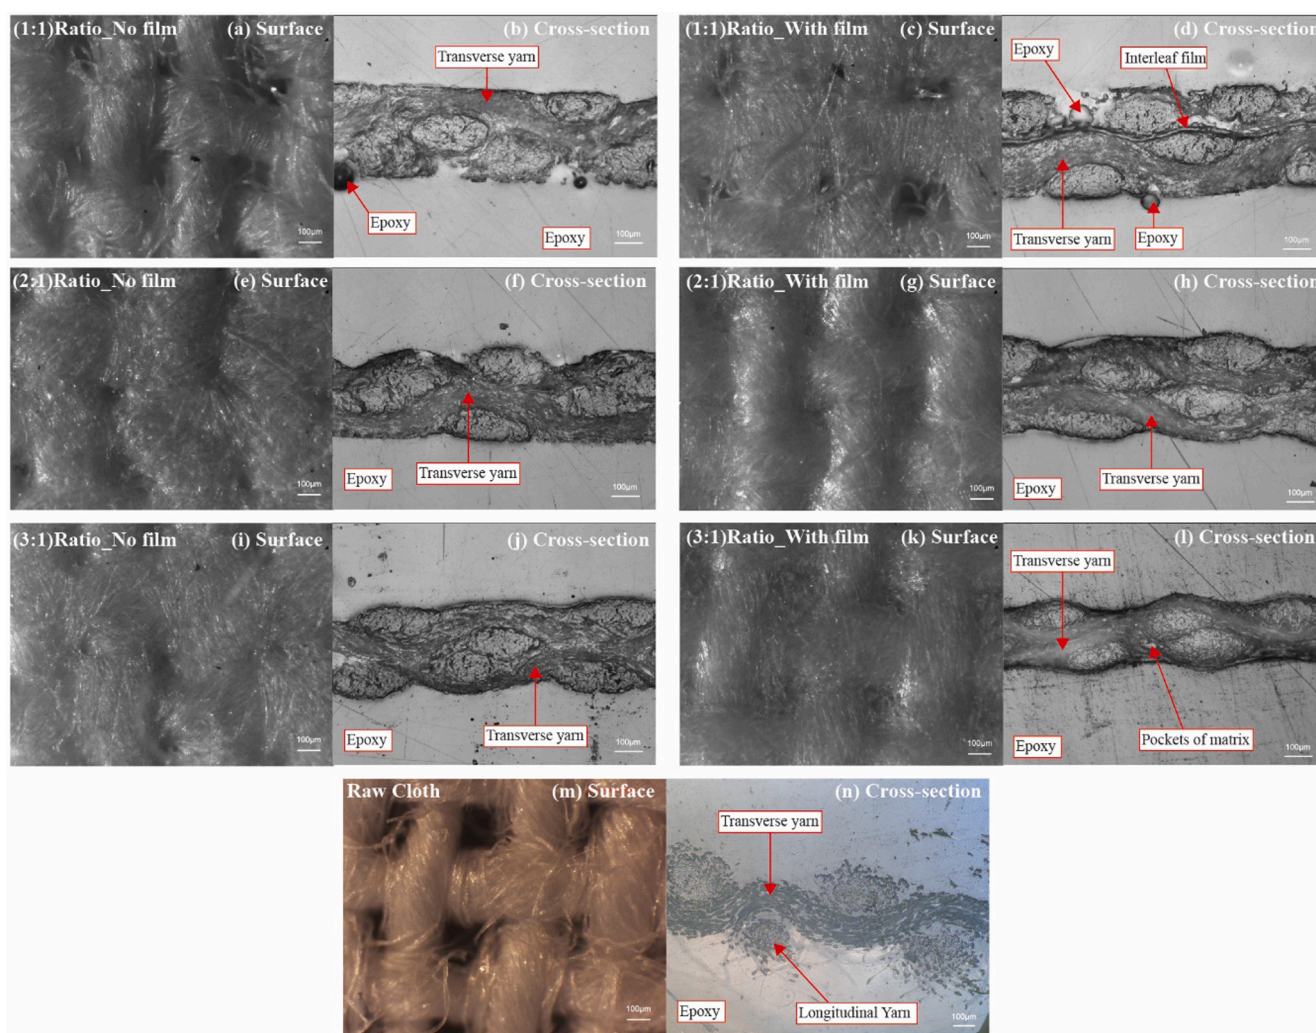 (1:1)Ratio_No film (a) Surface
(b) Cross-section
Transverse yarn
Epoxy
Epoxy
100µm
100µm
(1:1)Ratio_With film (c) Surface
(d) Cross-section
Epoxy
Interleaf film
Transverse yarn
Epoxy
100µm
100µm
(2:1)Ratio_No film (e) Surface
(f) Cross-section
Transverse yarn
Epoxy
100µm
100µm
(2:1)Ratio_With film (g) Surface
(h) Cross-section
Transverse yarn
Epoxy
100µm
100µm
(3:1)Ratio_No film (i) Surface
(j) Cross-section
Epoxy
Transverse yarn
100µm
100µm
(3:1)Ratio_With film (k) Surface
(l) Cross-section
Transverse yarn
Pockets of matrix
Epoxy
100µm
100µm
Raw Cloth (m) Surface
(n) Cross-section
Transverse yarn
Epoxy
Longitudinal Yarn
100µm
100µm